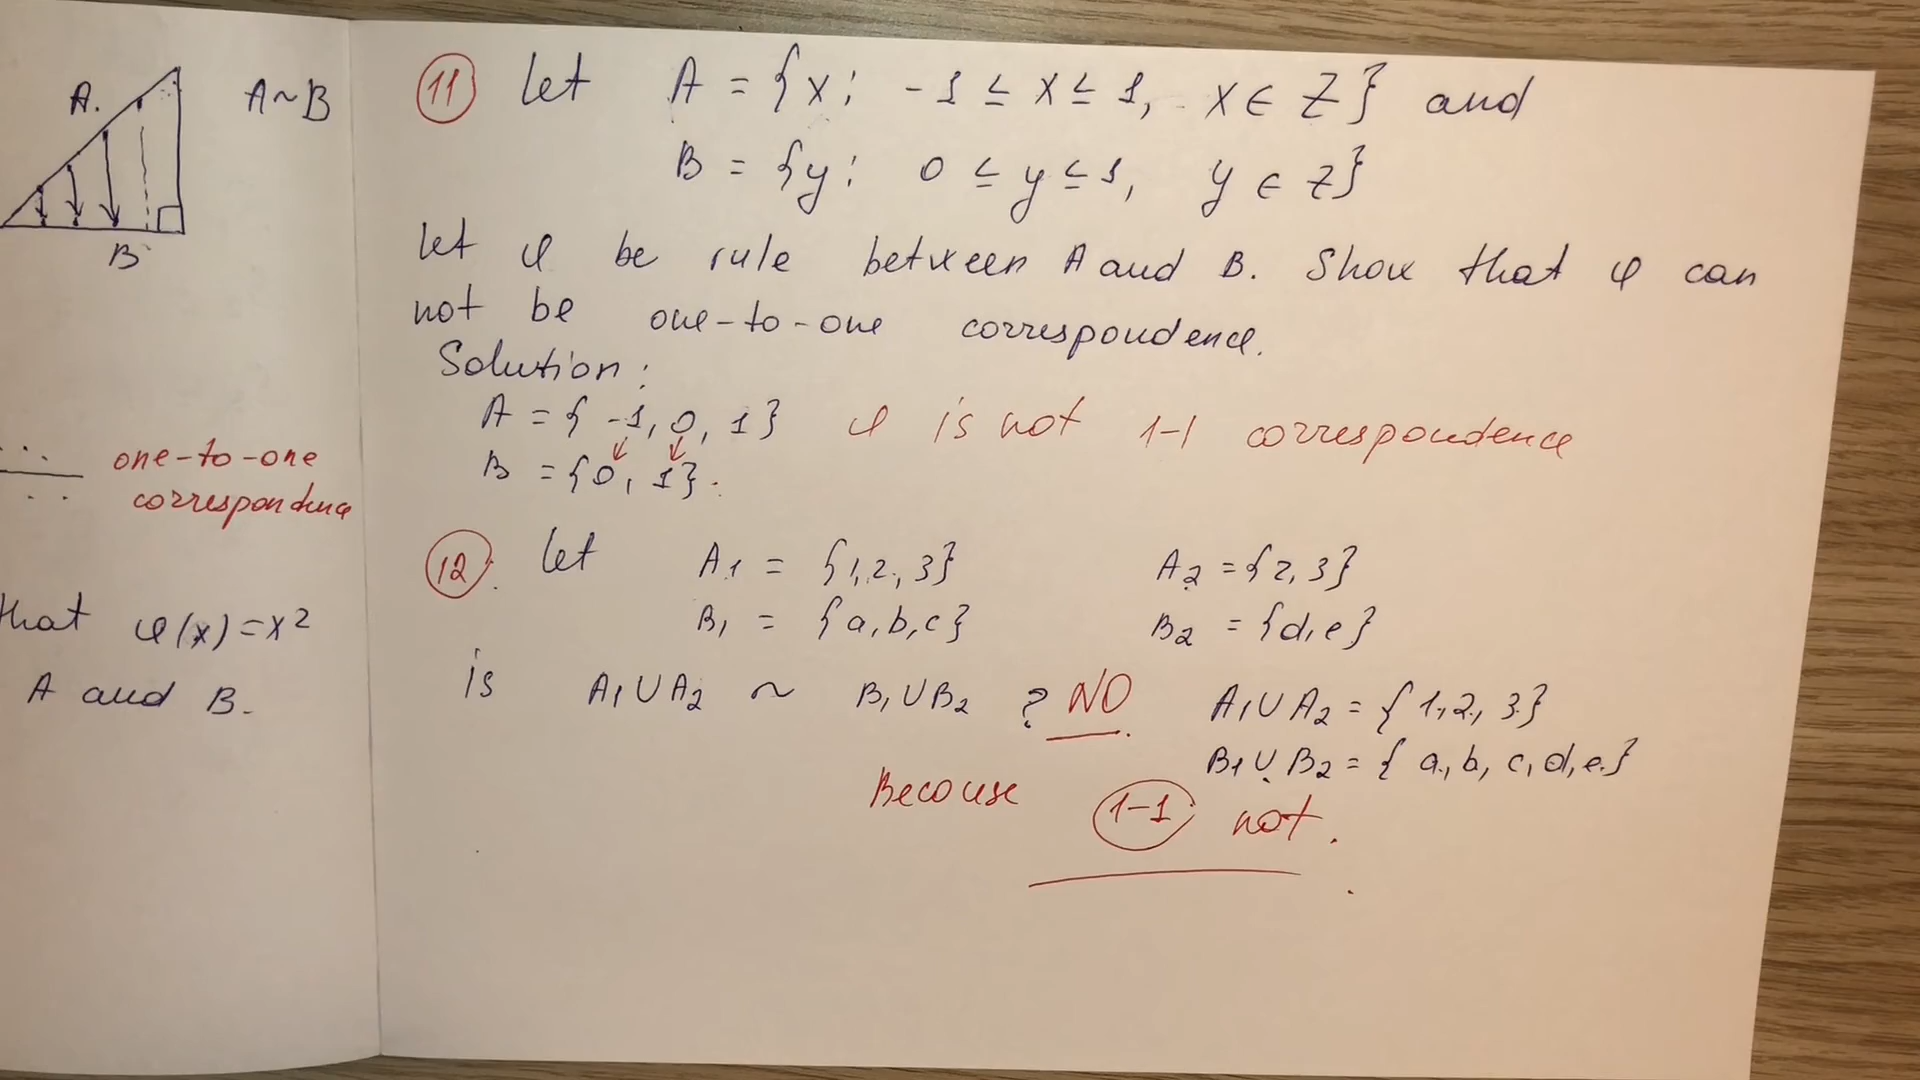 A. A~B
B
one-to-one
correspondence
that φ(x)=x²
A and B.
11 Let A = {x; -1 ≤ x ≤ 1, x ∈ Z} and
B = {y; 0 ≤ y ≤ 1, y ∈ Z}
Let φ be rule between A and B. Show that φ can
not be one-to-one correspondence.
Solution:
A = {-1, 0, 1} φ is not 1-1 correspondence
B = {0, 1}.
12. Let A₁ = {1,2,3} A₂ = {2,3}
B₁ = {a,b,c} B₂ = {d,e}
is A₁∪A₂ ~ B₁∪B₂ ? NO. A₁∪A₂ = {1,2,3}
B₁∪B₂ = {a,b,c,d,e}
Becouse 1-1 not.